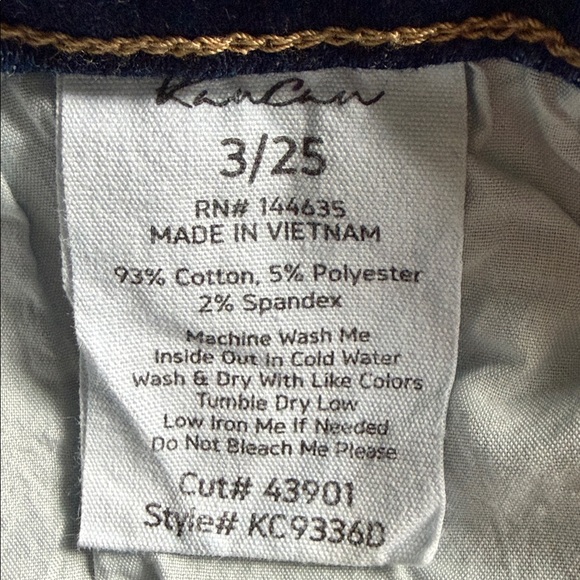 KanCan
3/25
RN# 144635
MADE IN VIETNAM
93% Cotton, 5% Polyester
2% Spandex
Machine Wash Me
Inside Out In Cold Water
Wash & Dry With Like Colors
Tumble Dry Low
Low Iron Me If Needed
Do Not Bleach Me Please
Cut# 43901
Style# KC9336D